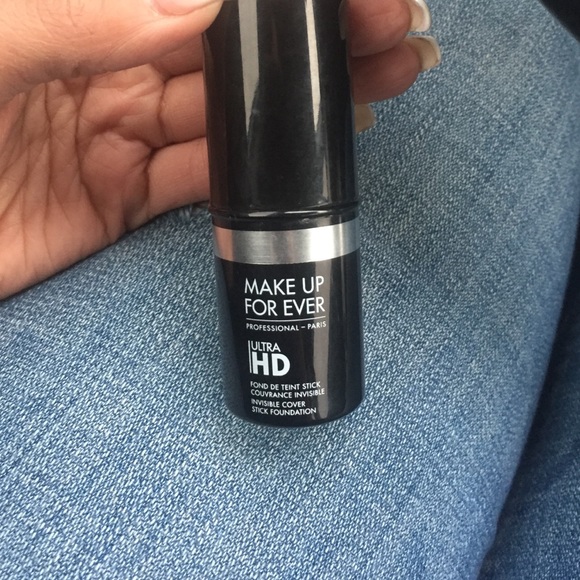 MAKE UP
FOR EVER
PROFESSIONAL – PARIS
ULTRA
HD
FOND DE TEINT STICK
COUVRANCE INVISIBLE
INVISIBLE COVER
STICK FOUNDATION